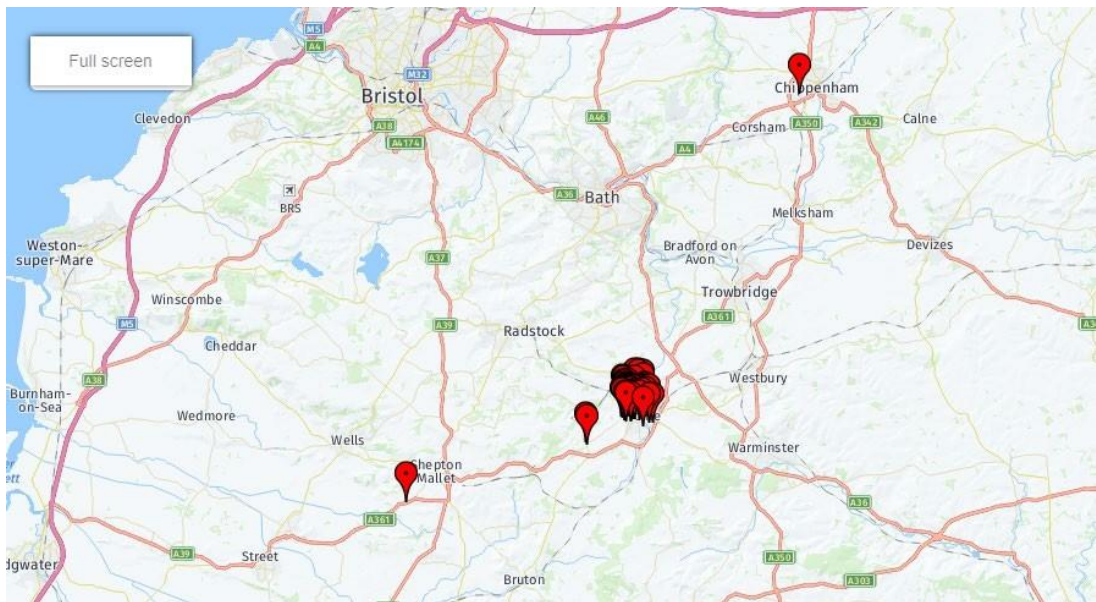 Full screen
M5
A4
M32
Bristol
Chippenham
Clevedon
A46
A38
Corsham
A350
A342
Calne
A4174
A4
BRS
A36
Bath
Melksham
Weston-
super-Mare
Bradford on
Avon
Devizes
A37
Winscombe
Trowbridge
M5
A39
Radstock
A361
Cheddar
A38
Westbury
Burnham-
on-Sea
Wedmore
Wells
Warminster
Shepton
Mallet
A361
A36
A39
Street
dgwater
Bruton
A350
A303